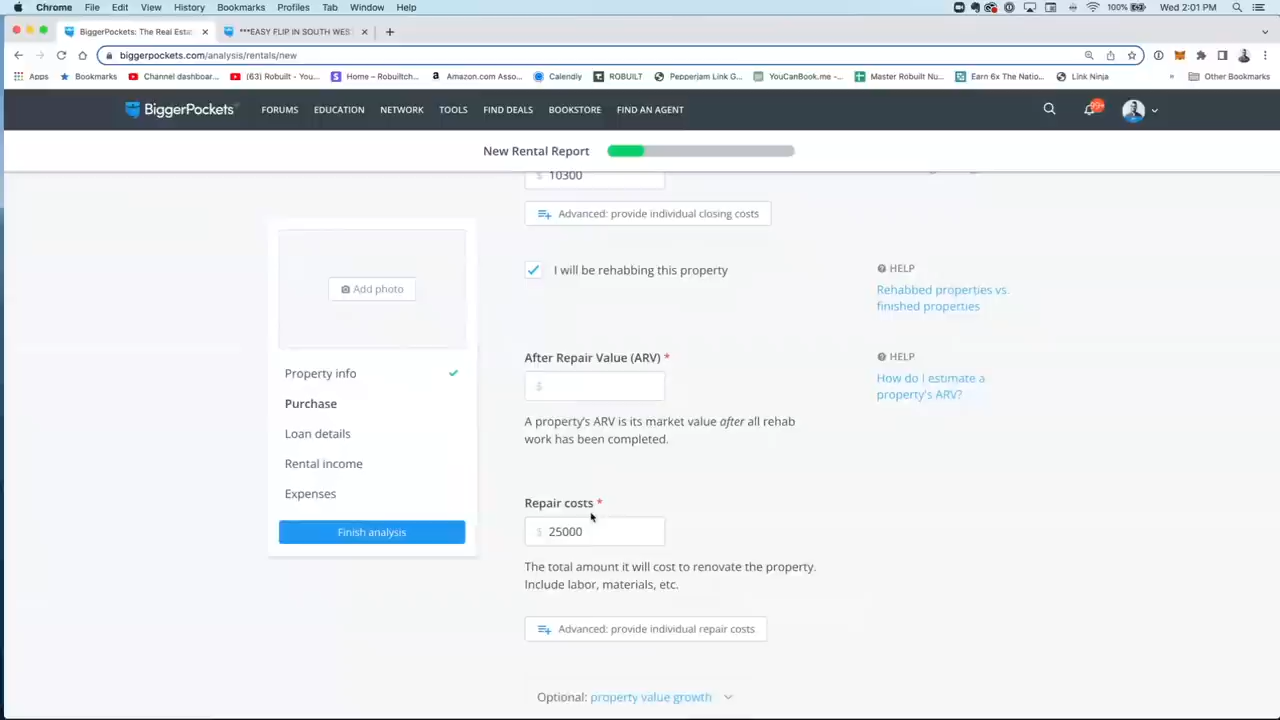 Chrome File Edit View History Bookmarks Profiles Tab Window Help 100% Wed 2:01 PM
BiggerPockets: The Real Esta
***EASY FLIP IN SOUTH WES
biggerpockets.com/analysis/rentals/new
Apps Bookmarks Channel dashboar... (63) Robuilt - You... Home – Robuiltch... Amazon.com Asso... Calendly ROBUILT Pepperjam Link G... YouCanBook.me -... Master Robuilt Nu... Earn 6x The Natio... Link Ninja » Other Bookmarks
BiggerPockets FORUMS EDUCATION NETWORK TOOLS FIND DEALS BOOKSTORE FIND AN AGENT 99+
New Rental Report
$ 10300
Advanced: provide individual closing costs
Add photo
Property info
Purchase
Loan details
Rental income
Expenses
Finish analysis
I will be rehabbing this property
HELP
Rehabbed properties vs.
finished properties
After Repair Value (ARV) *
$
A property's ARV is its market value after all rehab
work has been completed.
HELP
How do I estimate a
property's ARV?
Repair costs *
$ 25000
The total amount it will cost to renovate the property.
Include labor, materials, etc.
Advanced: provide individual repair costs
Optional: property value growth